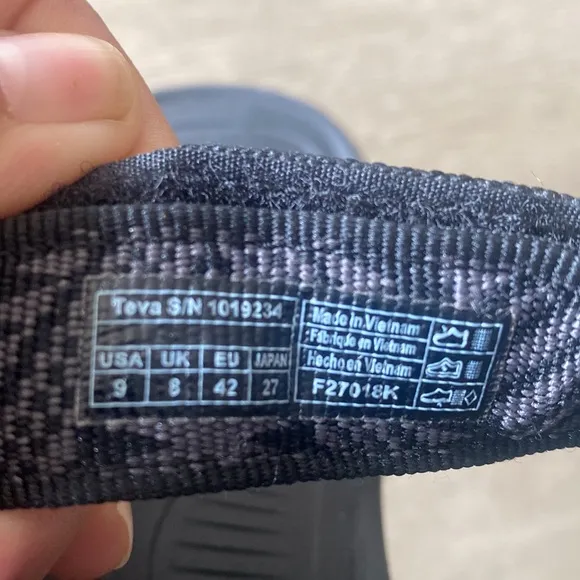 Teva S/N 1019234
USA UK EU JAPAN
9 8 42 27
Made in Vietnam
Fabriqué en Vietnam
Hecho en Vietnam
F27018K